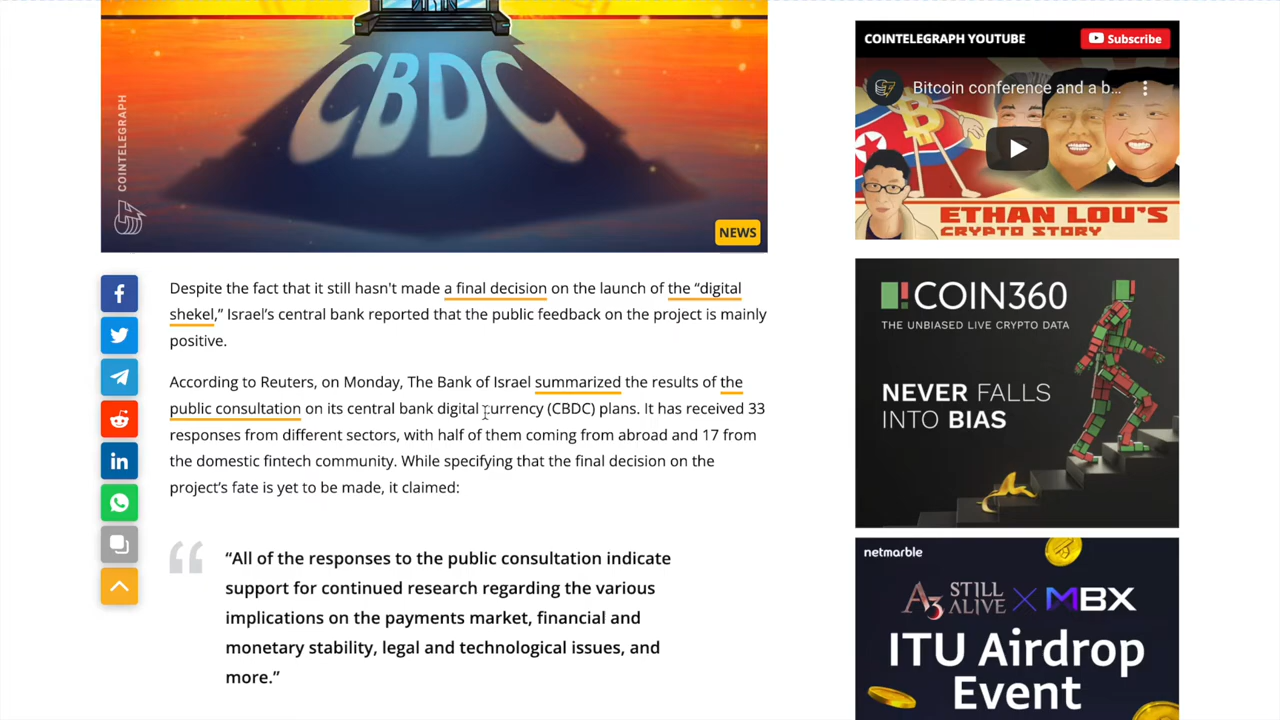 CBDC
COINTELEGRAPH
NEWS
Despite the fact that it still hasn't made a final decision on the launch of the “digital
shekel,” Israel’s central bank reported that the public feedback on the project is mainly
positive.
According to Reuters, on Monday, The Bank of Israel summarized the results of the
public consultation on its central bank digital currency (CBDC) plans. It has received 33
responses from different sectors, with half of them coming from abroad and 17 from
the domestic fintech community. While specifying that the final decision on the
project’s fate is yet to be made, it claimed:
“All of the responses to the public consultation indicate
support for continued research regarding the various
implications on the payments market, financial and
monetary stability, legal and technological issues, and
more.”
COINTELEGRAPH YOUTUBE
Subscribe
Bitcoin conference and a b...
ETHAN LOU'S
CRYPTO STORY
COIN360
THE UNBIASED LIVE CRYPTO DATA
NEVER FALLS
INTO BIAS
netmarble
A3 STILL ALIVE X MBX
ITU Airdrop
Event